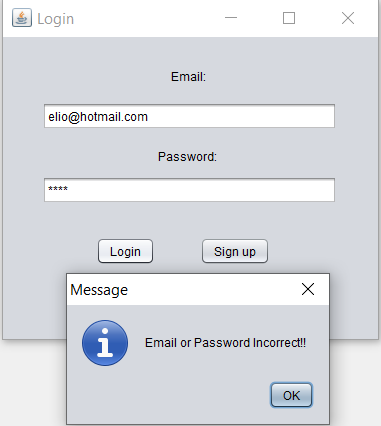 Login
Email:
elio@hotmail.com
Password:
****
Login Sign up
Message
Email or Password Incorrect!!
OK